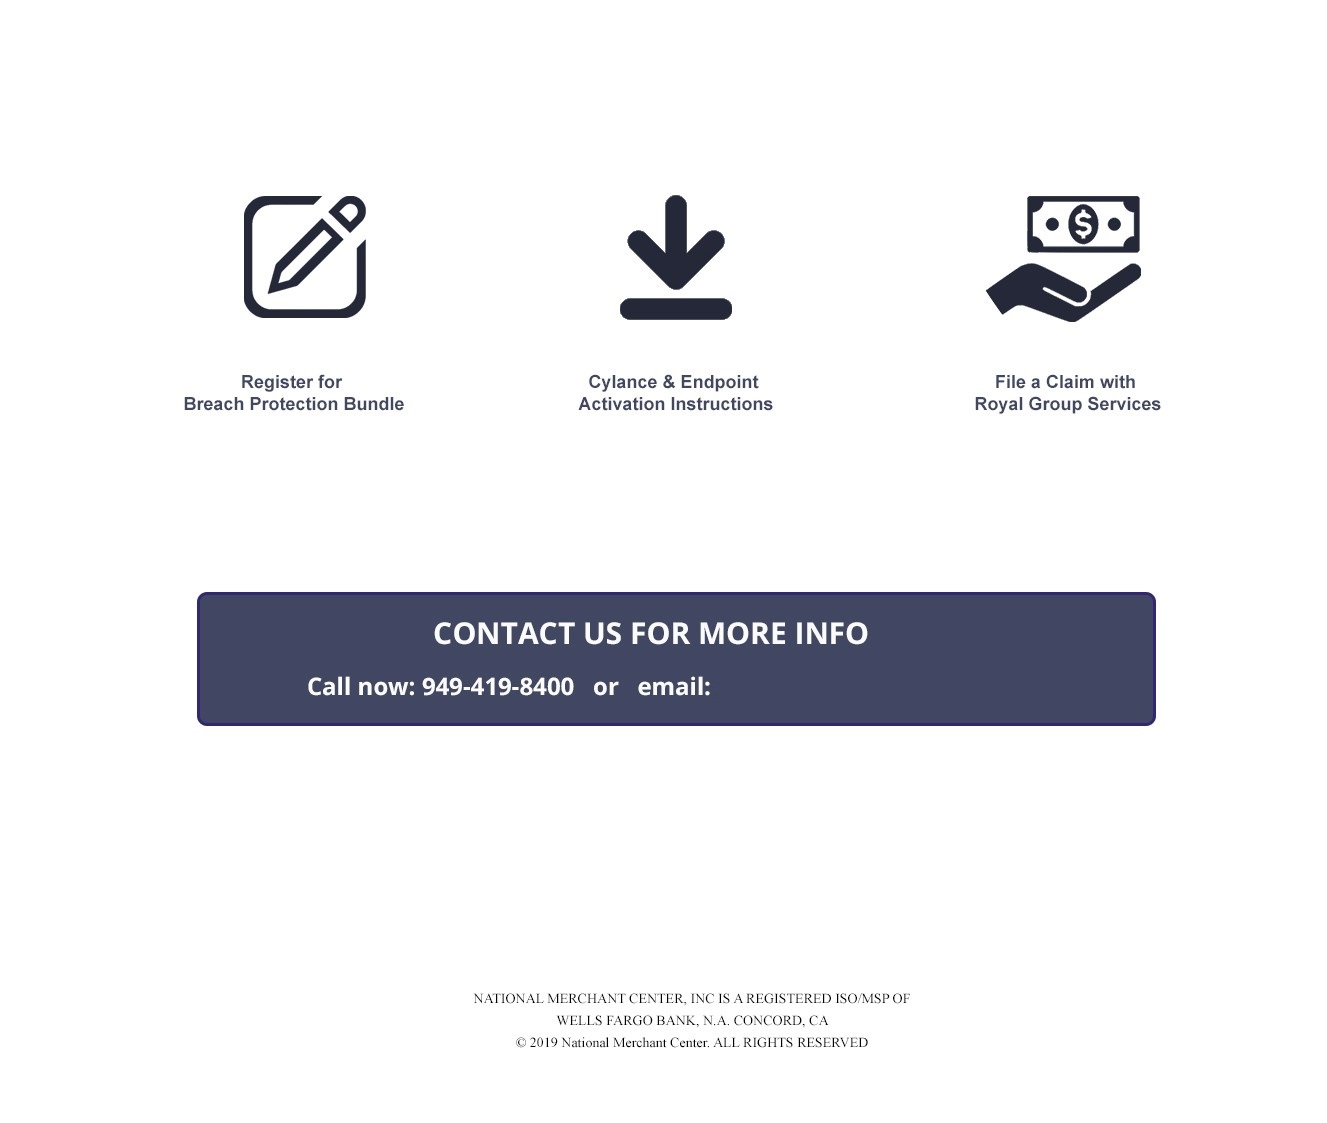 Register for
Breach Protection Bundle
Cylance & Endpoint
Activation Instructions
File a Claim with
Royal Group Services
CONTACT US FOR MORE INFO
Call now: 949-419-8400 or email:
NATIONAL MERCHANT CENTER, INC IS A REGISTERED ISO/MSP OF
WELLS FARGO BANK, N.A. CONCORD, CA
© 2019 National Merchant Center. ALL RIGHTS RESERVED